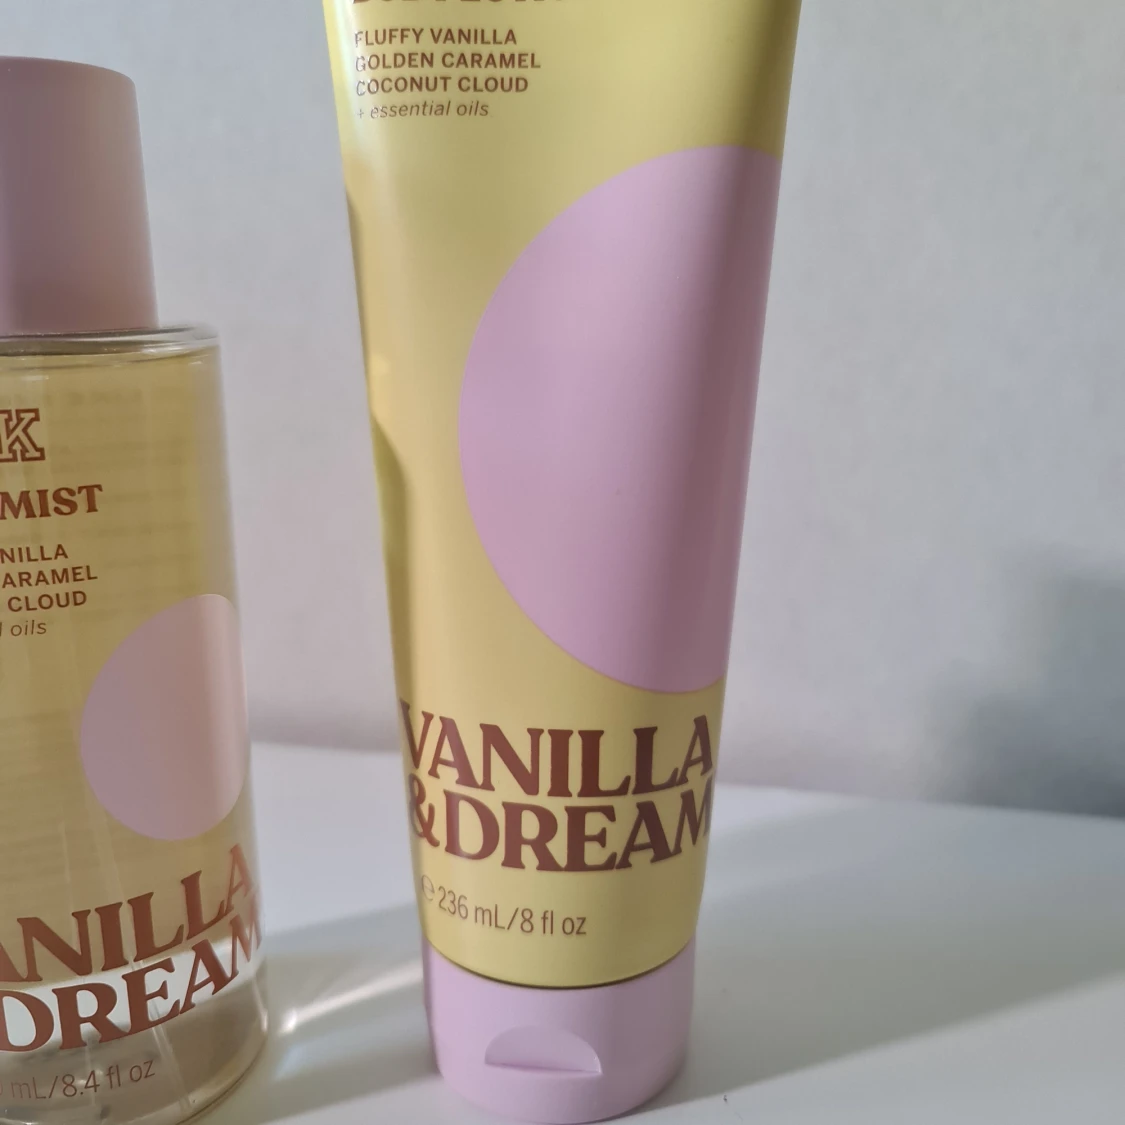 FLUFFY VANILLA
GOLDEN CARAMEL
COCONUT CLOUD
+ essential oils
VANILLA
&DREAM
e 236 mL/8 fl oz
K
MIST
NILLA
ARAMEL
CLOUD
l oils
ANILLA
DREAM
mL/8.4 fl oz